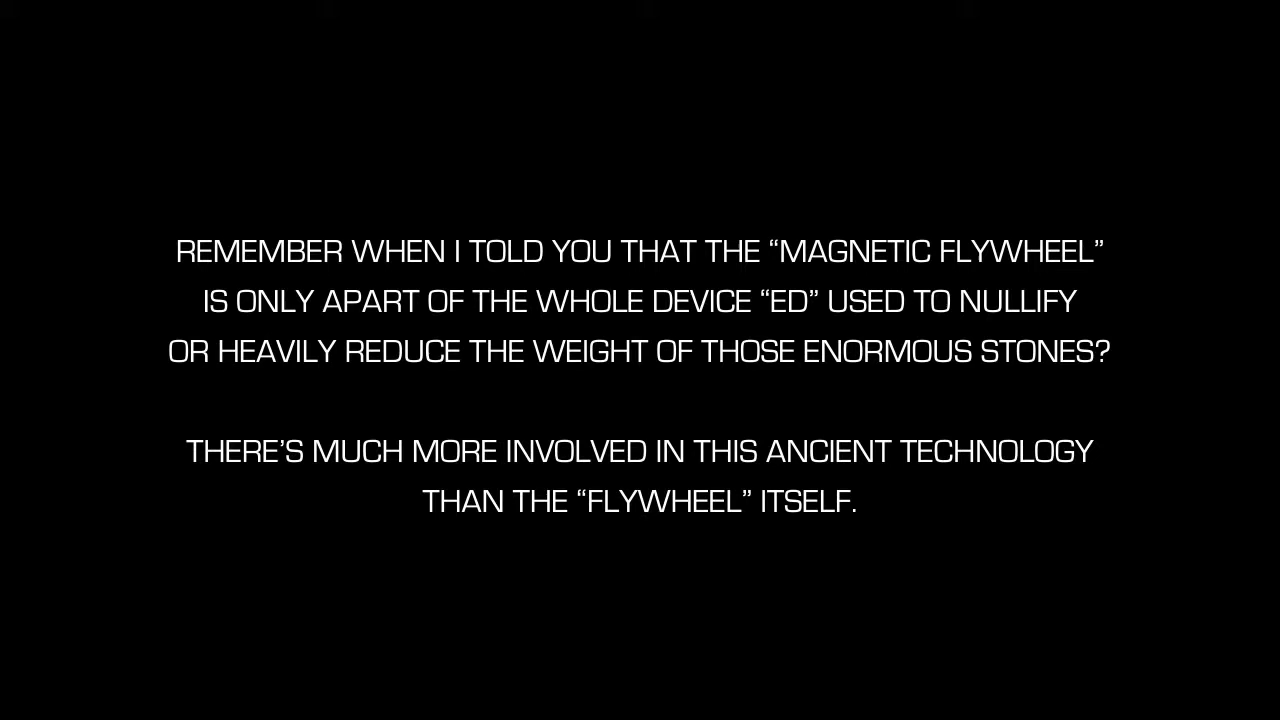 REMEMBER WHEN I TOLD YOU THAT THE “MAGNETIC FLYWHEEL”
IS ONLY APART OF THE WHOLE DEVICE “ED” USED TO NULLIFY
OR HEAVILY REDUCE THE WEIGHT OF THOSE ENORMOUS STONES?
THERE’S MUCH MORE INVOLVED IN THIS ANCIENT TECHNOLOGY
THAN THE “FLYWHEEL” ITSELF.